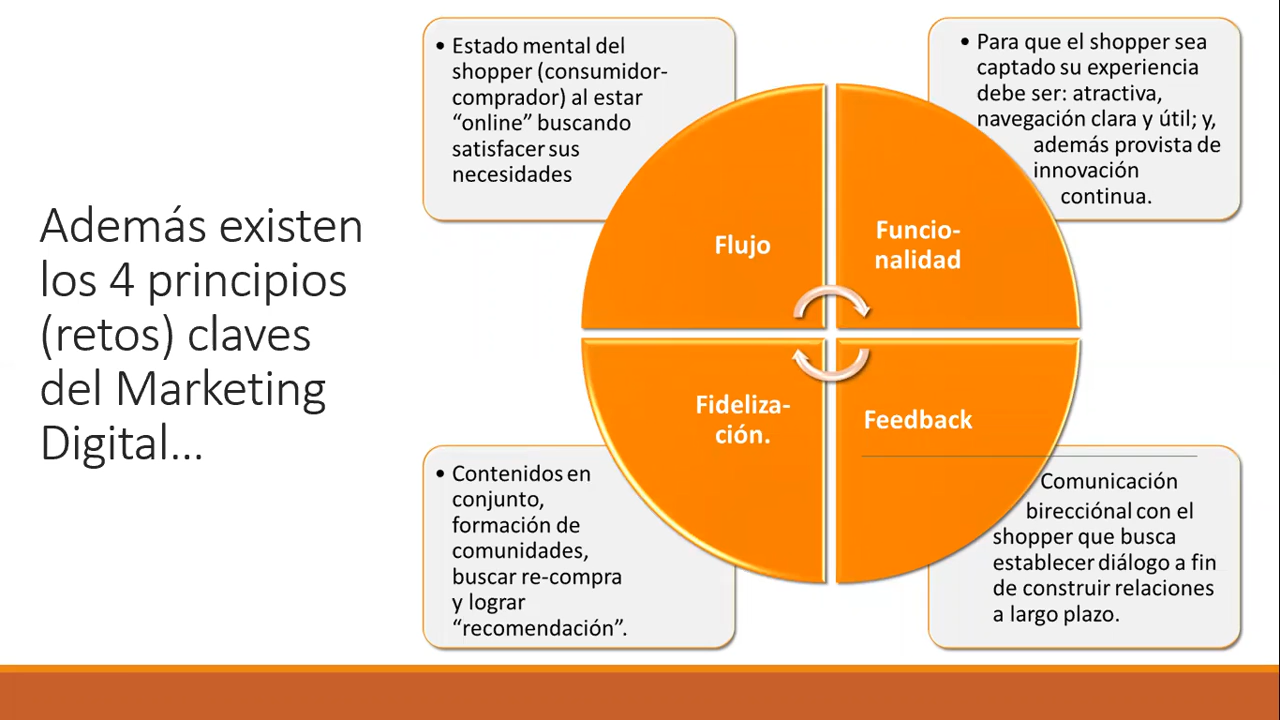 Además existen
los 4 principios
(retos) claves
del Marketing
Digital...
• Estado mental del
shopper (consumidor-
comprador) al estar
“online” buscando
satisfacer sus
necesidades
• Para que el shopper sea
captado su experiencia
debe ser: atractiva,
navegación clara y útil; y,
además provista de
innovación
continua.
Flujo
Funcio-
nalidad
Fideliza-
ción.
Feedback
• Contenidos en
conjunto,
formación de
comunidades,
buscar re-compra
y lograr
“recomendación”.
Comunicación
birecciónal con el
shopper que busca
establecer diálogo a fin
de construir relaciones
a largo plazo.